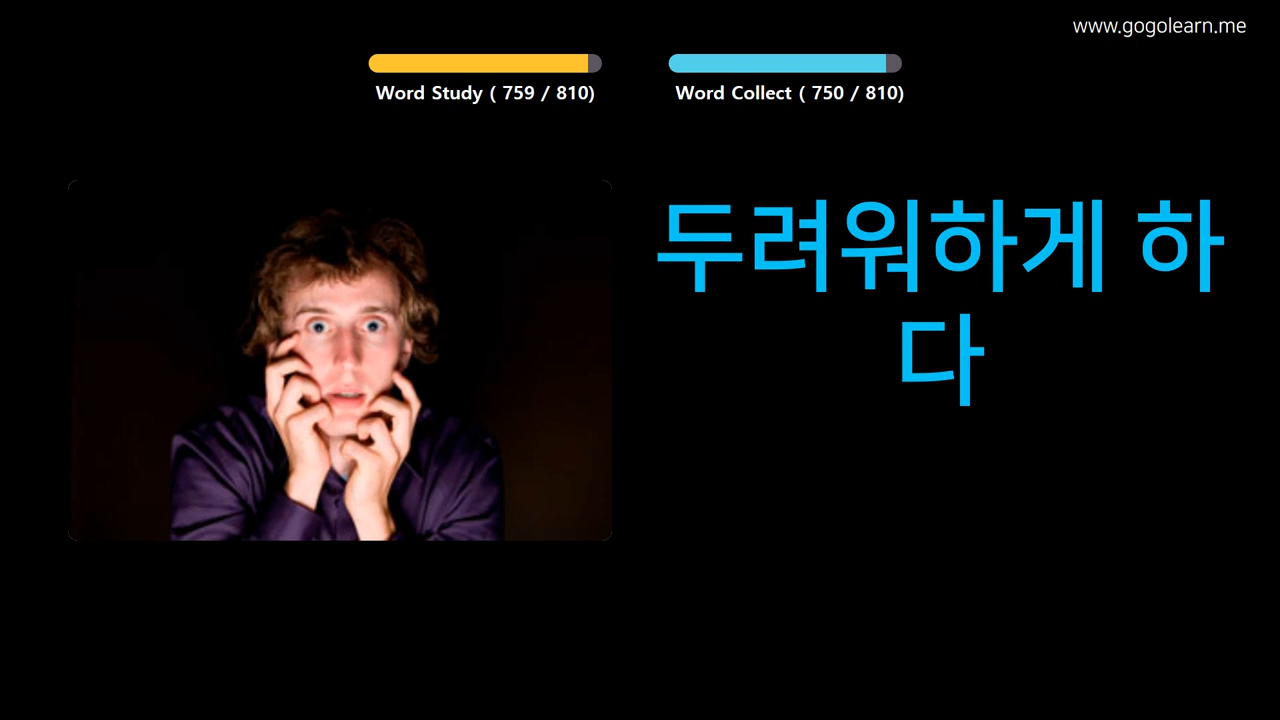 www.gogolearn.me
Word Study ( 759 / 810)
Word Collect ( 750 / 810)
두려워하게 하
다